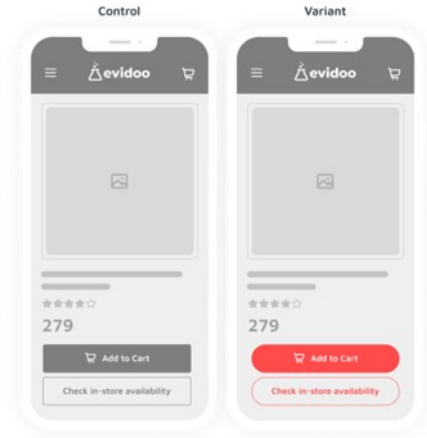 Control
Variant
evidoo
evidoo
279
279
Add to Cart
Add to Cart
Check in-store availability
Check in-store availability